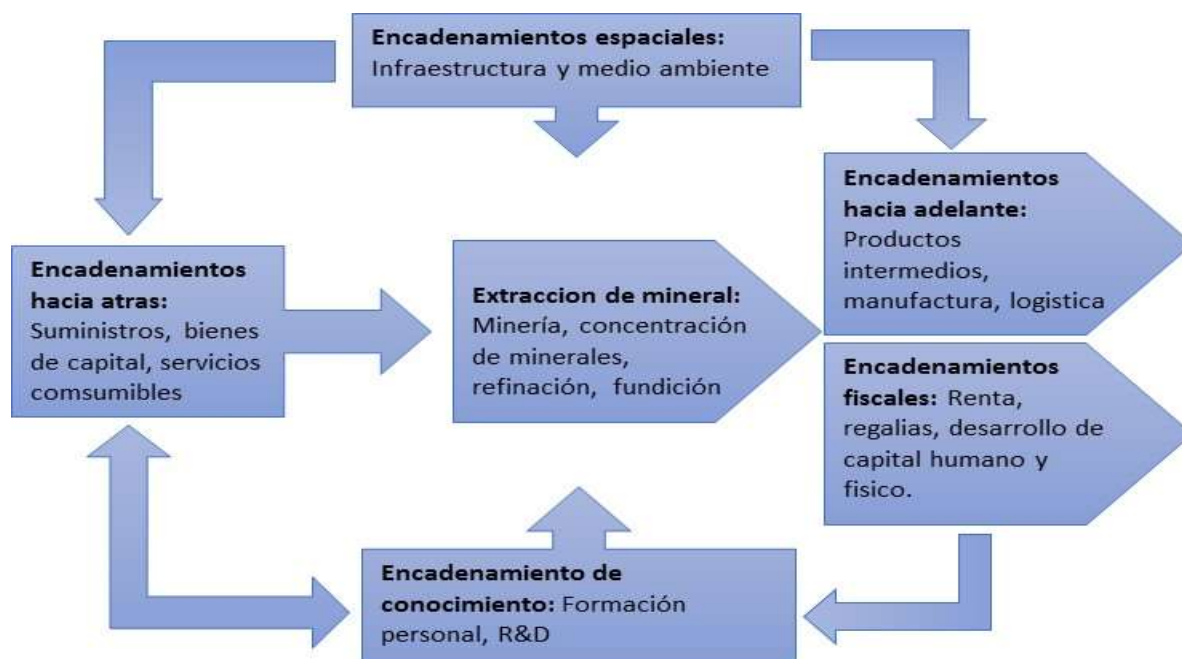 Encadenamientos espaciales:
Infraestructura y medio ambiente
Encadenamientos
hacia adelante:
Productos
intermedios,
manufactura, logistica
Encadenamientos
hacia atras:
Suministros, bienes
de capital, servicios
comsumibles
Extraccion de mineral:
Minería, concentración
de minerales,
refinación, fundición
Encadenamientos
fiscales: Renta,
regalias, desarrollo de
capital humano y
fisico.
Encadenamiento de
conocimiento: Formación
personal, R&D